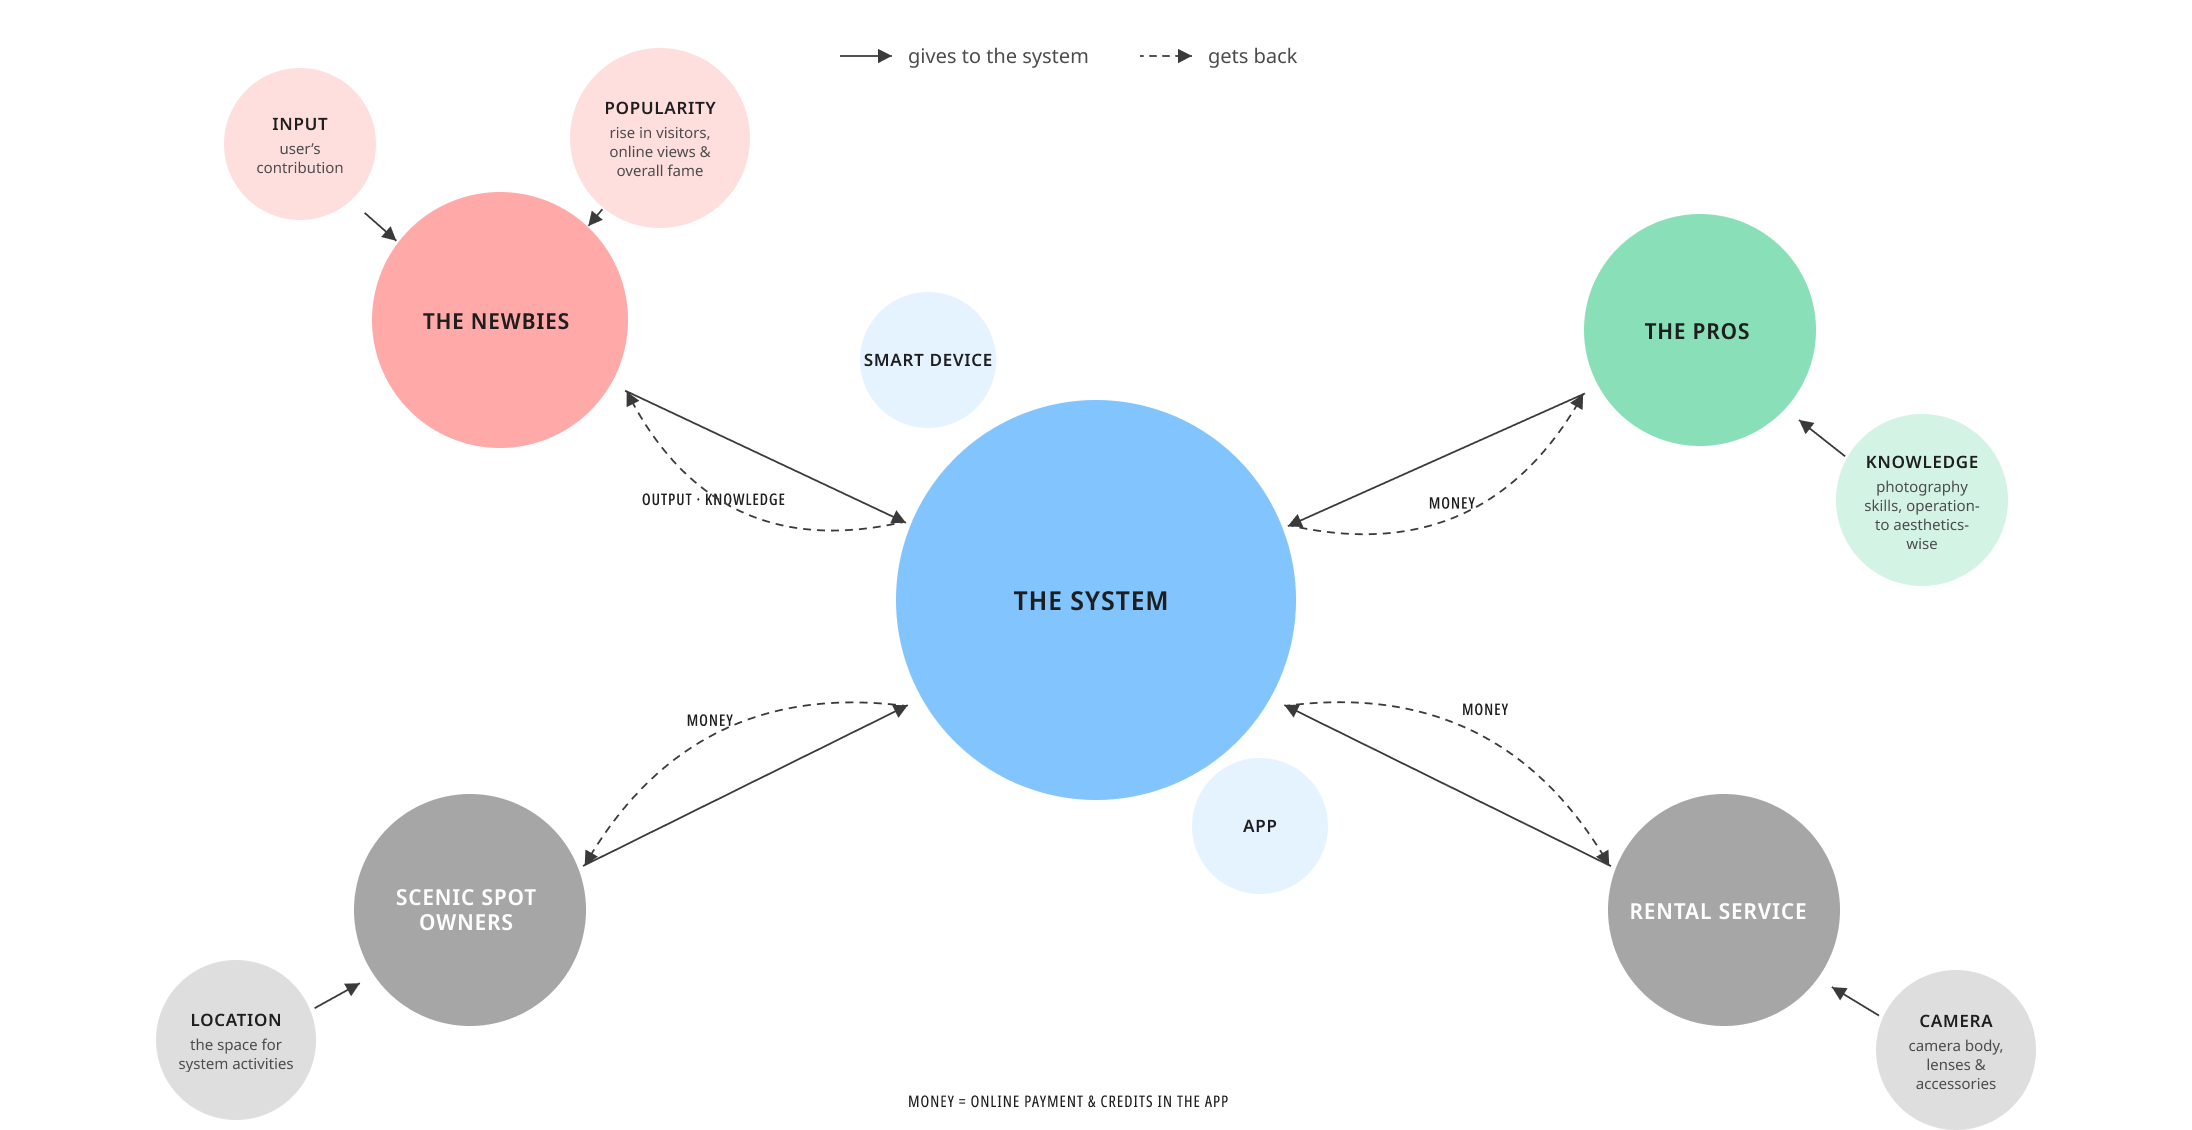 gives to the system
gets back
INPUT
user’s
contribution
POPULARITY
rise in visitors,
online views &
overall fame
THE NEWBIES
SMART DEVICE
THE PROS
KNOWLEDGE
photography
skills, operation-
to aesthetics-
wise
OUTPUT · KNOWLEDGE
MONEY
THE SYSTEM
MONEY
MONEY
APP
SCENIC SPOT
OWNERS
RENTAL SERVICE
LOCATION
the space for
system activities
CAMERA
camera body,
lenses &
accessories
MONEY = ONLINE PAYMENT & CREDITS IN THE APP